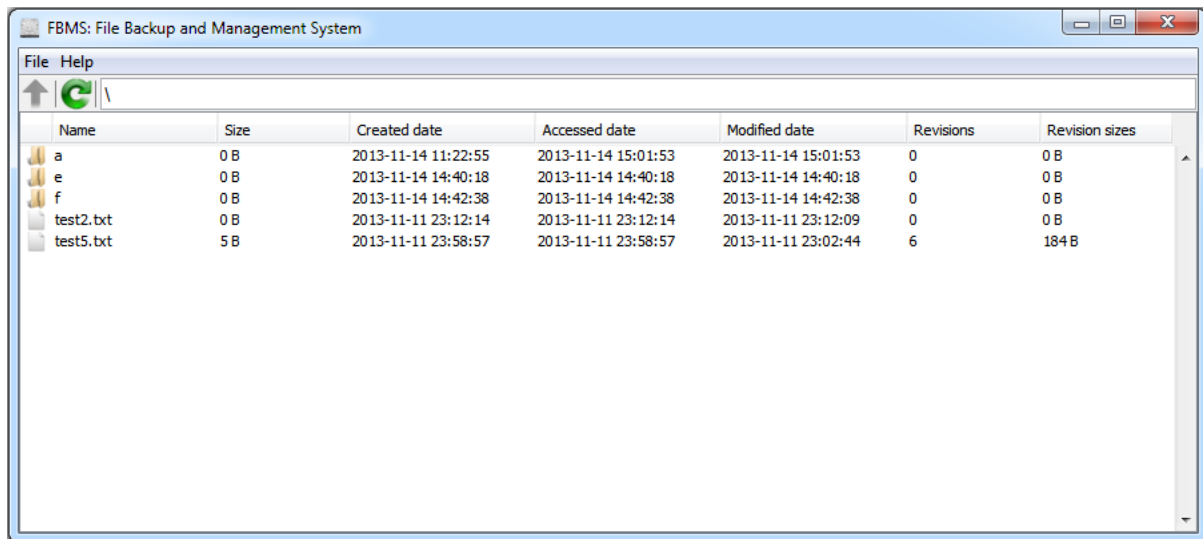 FBMS: File Backup and Management System
File Help
\
Name Size Created date Accessed date Modified date Revisions Revision sizes
a 0 B 2013-11-14 11:22:55 2013-11-14 15:01:53 2013-11-14 15:01:53 0 0 B
e 0 B 2013-11-14 14:40:18 2013-11-14 14:40:18 2013-11-14 14:40:18 0 0 B
f 0 B 2013-11-14 14:42:38 2013-11-14 14:42:38 2013-11-14 14:42:38 0 0 B
test2.txt 0 B 2013-11-11 23:12:14 2013-11-11 23:12:14 2013-11-11 23:12:09 0 0 B
test5.txt 5 B 2013-11-11 23:58:57 2013-11-11 23:58:57 2013-11-11 23:02:44 6 184 B